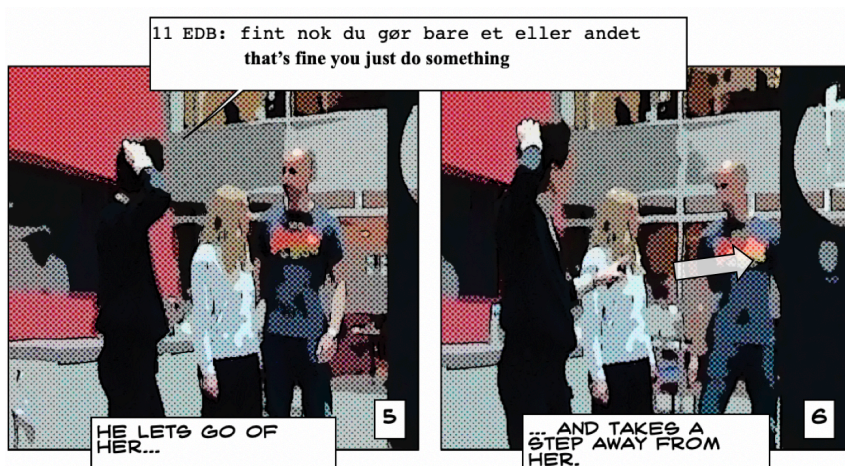 11 EDB: fint nok du gør bare et eller andet
that's fine you just do something
5
HE LETS GO OF
HER...
6
... AND TAKES A
STEP AWAY FROM
HER.